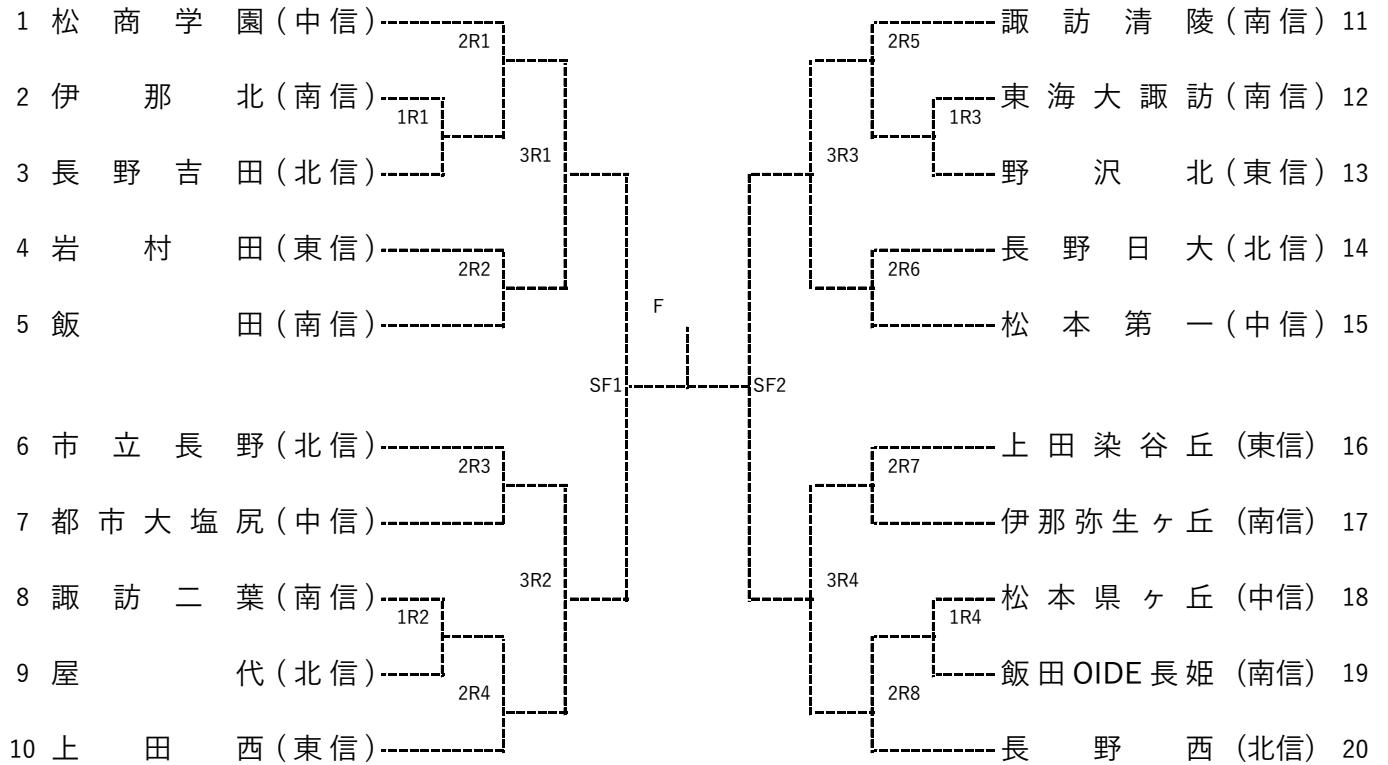 1 松商学園(中信)
2R1
2 伊那北(南信)
1R1
3 長野吉田(北信)
3R1
4 岩村田(東信)
2R2
5 飯田(南信)
SF1
6 市立長野(北信)
2R3
7 都市大塩尻(中信)
3R2
8 諏訪二葉(南信)
1R2
9 屋代(北信)
2R4
10 上田西(東信)
F
諏訪清陵(南信) 11
2R5
東海大諏訪(南信) 12
1R3
3R3
野沢北(東信) 13
長野日大(北信) 14
2R6
松本第一(中信) 15
SF2
上田染谷丘(東信) 16
2R7
伊那弥生ヶ丘(南信) 17
3R4
松本県ヶ丘(中信) 18
1R4
飯田OIDE長姫(南信) 19
2R8
長野西(北信) 20